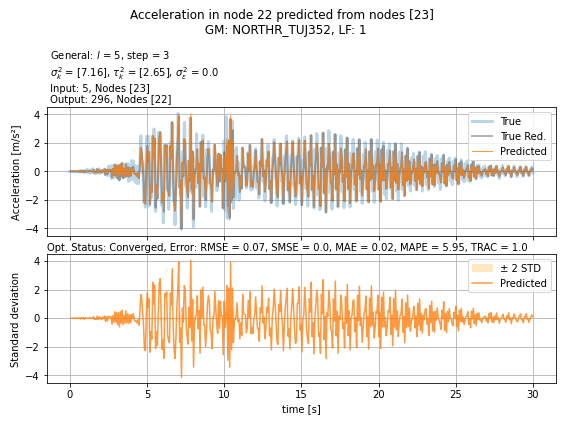 Acceleration in node 22 predicted from nodes [23]
GM: NORTHR_TUJ352, LF: 1
General: l = 5, step = 3
σ²ₖ = [7.16], τ²ₖ = [2.65], σ²ε = 0.0
Input: 5, Nodes [23]
Output: 296, Nodes [22]
Acceleration [m/s²]
4
2
0
−2
−4
True
True Red.
Predicted
Opt. Status: Converged, Error: RMSE = 0.07, SMSE = 0.0, MAE = 0.02, MAPE = 5.95, TRAC = 1.0
Standard deviation
4
2
0
−2
−4
± 2 STD
Predicted
0 5 10 15 20 25 30
time [s]